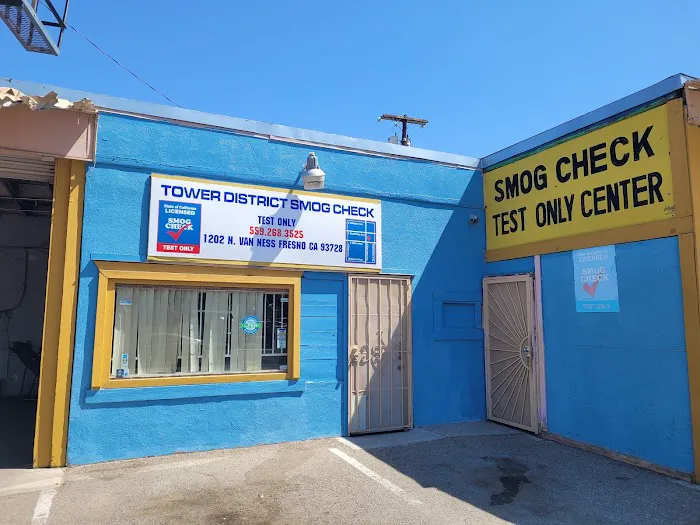 TOWER DISTRICT SMOG CHECK
State of California
LICENSED
SMOG
CHECK
TEST ONLY
TEST ONLY
559.268.3525
1202 N. VAN NESS FRESNO CA 93728
SMOG CHECK
TEST ONLY CENTER
LICENSED
SMOG
CHECK
TEST ONLY